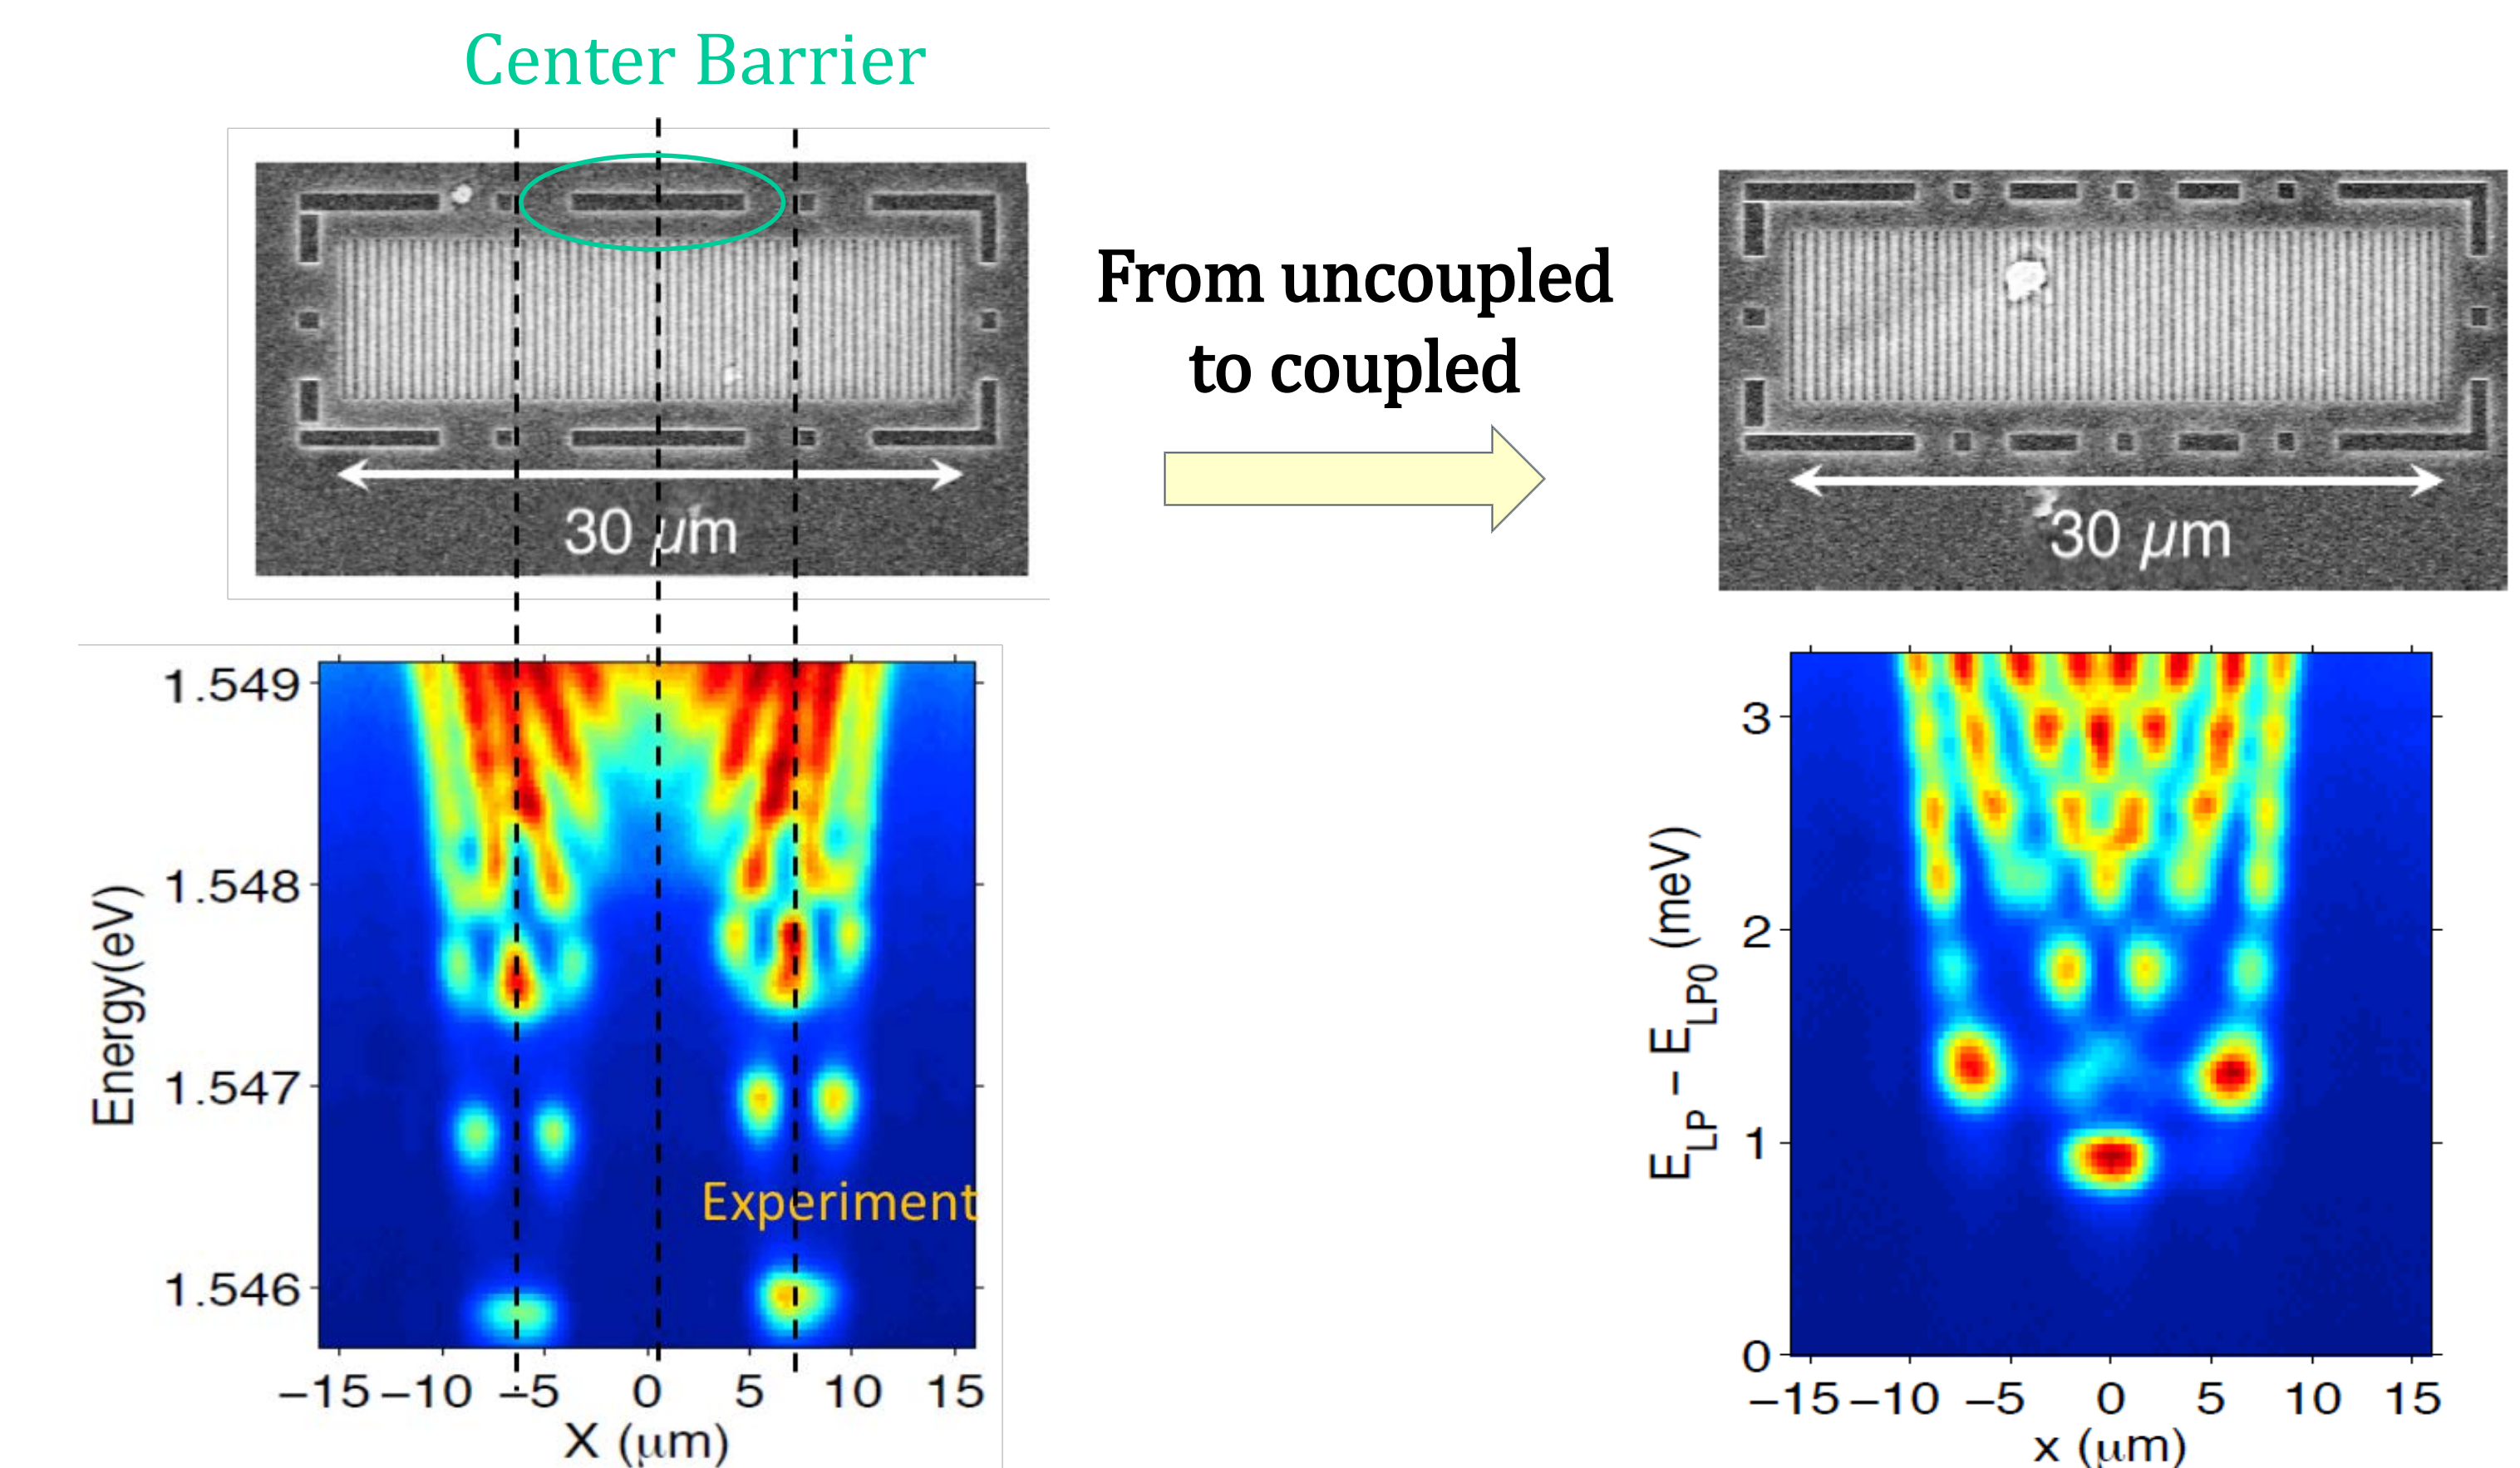 Center Barrier
30 μm
From uncoupled
to coupled
30 μm
Energy(eV)
1.549
1.548
1.547
1.546
Experiment
−15 −10 −5 0 5 10 15
X (μm)
E_LP − E_LP0 (meV)
3
2
1
0
−15 −10 −5 0 5 10 15
x (μm)